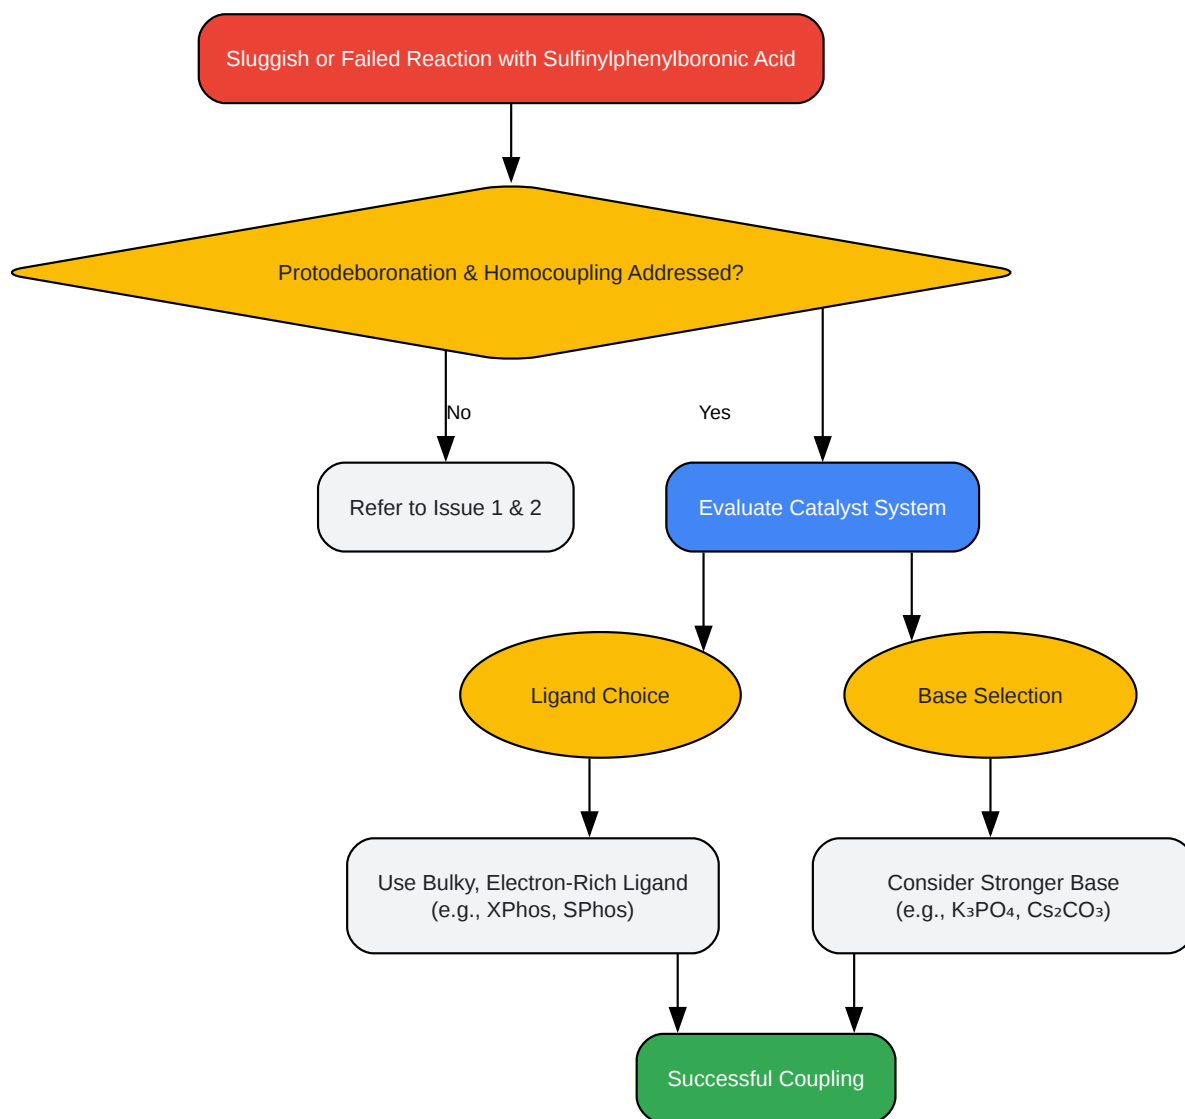 Sluggish or Failed Reaction with Sulfinylphenylboronic Acid
Protodeboronation & Homocoupling Addressed?
No
Yes
Refer to Issue 1 & 2
Evaluate Catalyst System
Ligand Choice
Base Selection
Use Bulky, Electron-Rich Ligand
(e.g., XPhos, SPhos)
Consider Stronger Base
(e.g., K₃PO₄, Cs₂CO₃)
Successful Coupling